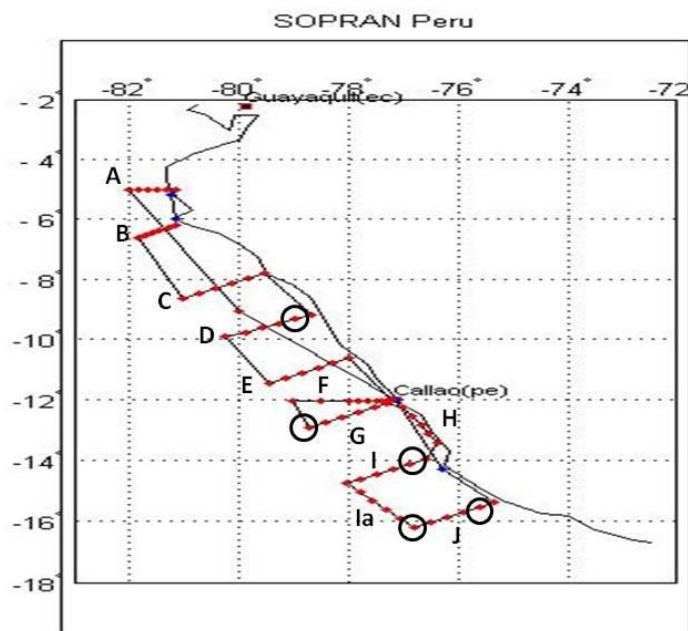 SOPRAN Peru
-82° -80° -78° -76° -74° -72°
Guayaquil(ec)
-2°
-4°
A
-6°
B
-8°
C
-10°
D
E
F
-12°
Callao(pe)
H
G
-14°
I
Ia
-16°
J
-18°